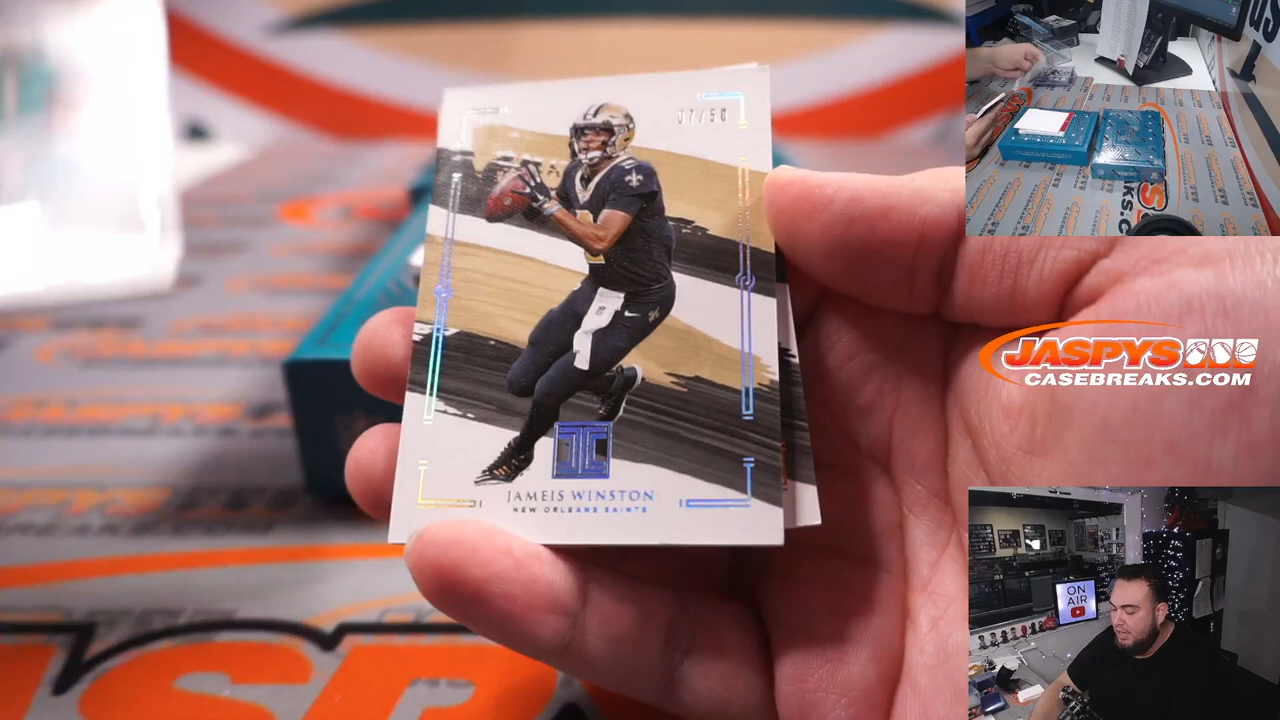 07/50
JAMEIS WINSTON
NEW ORLEANS SAINTS
JASPYS
CASEBREAKS.COM
ON
AIR